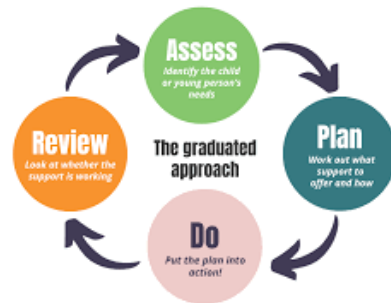 Assess
Identify the child
or young person's
needs
Plan
Work out what
support to
offer and how
Do
Put the plan into
action!
Review
Look at whether the
support is working
The graduated
approach